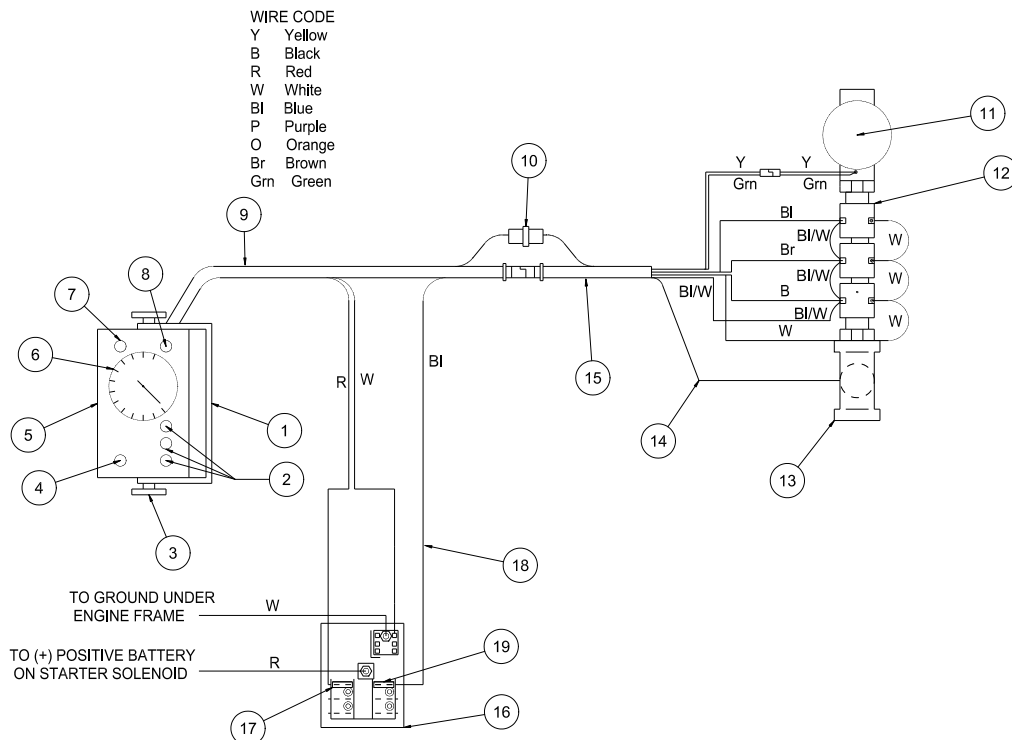 WIRE CODE
Y Yellow
B Black
R Red
W White
Bl Blue
P Purple
O Orange
Br Brown
Grn Green
11
10
Y Y
Grn Grn
12
9
Bl
W
Bl/W
8
7
Br
W
Bl/W
6
Bl/W
B
W
Bl/W
W
R W
Bl
15
5
1
14
13
4
2
3
18
TO GROUND UNDER
ENGINE FRAME
W
TO (+) POSITIVE BATTERY
ON STARTER SOLENOID
R
19
17
16